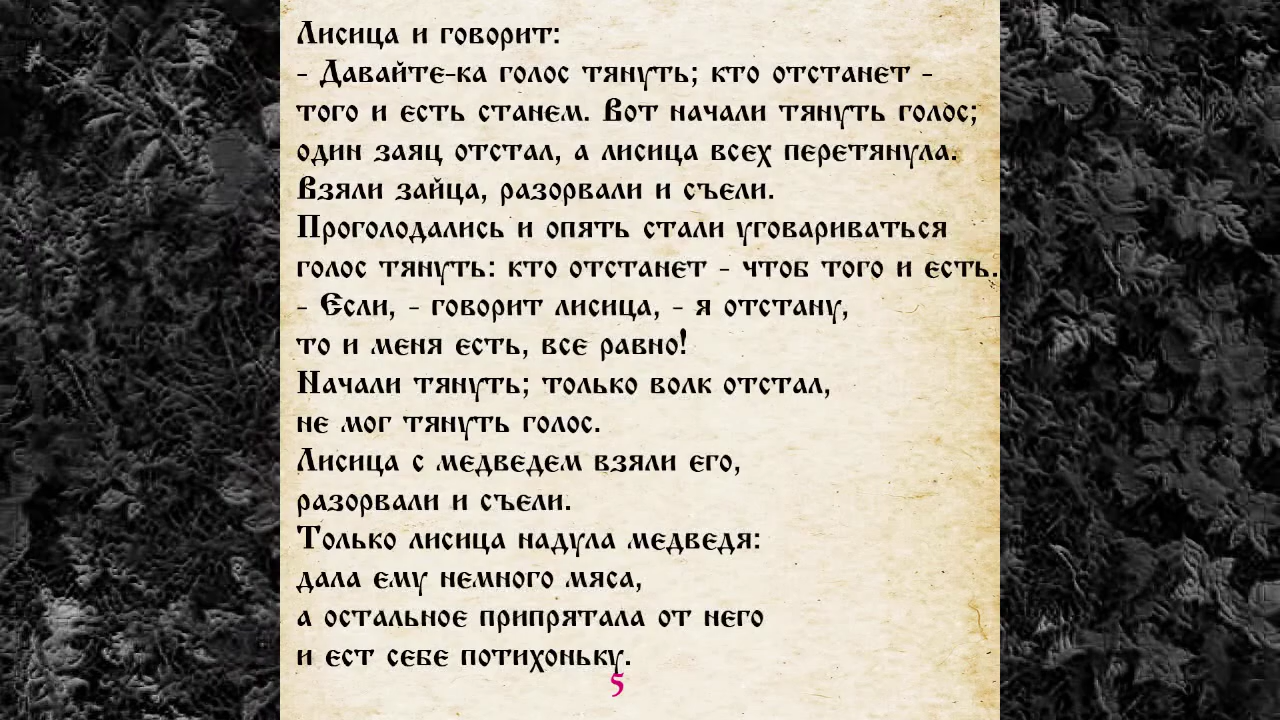 Лисица и говорит:
- Давайте-ка голос тянуть; кто отстанет -
того и есть станем. Вот начали тянуть голос;
один заяц отстал, а лисица всех перетянула.
Взяли зайца, разорвали и съели.
Проголодались и опять стали уговариваться
голос тянуть: кто отстанет - чтоб того и есть.
- Если, - говорит лисица, - я отстану,
то и меня есть, все равно!
Начали тянуть; только волк отстал,
не мог тянуть голос.
Лисица с медведем взяли его,
разорвали и съели.
Только лисица надула медведя:
дала ему немного мяса,
а остальное припрятала от него
и ест себе потихоньку.
5